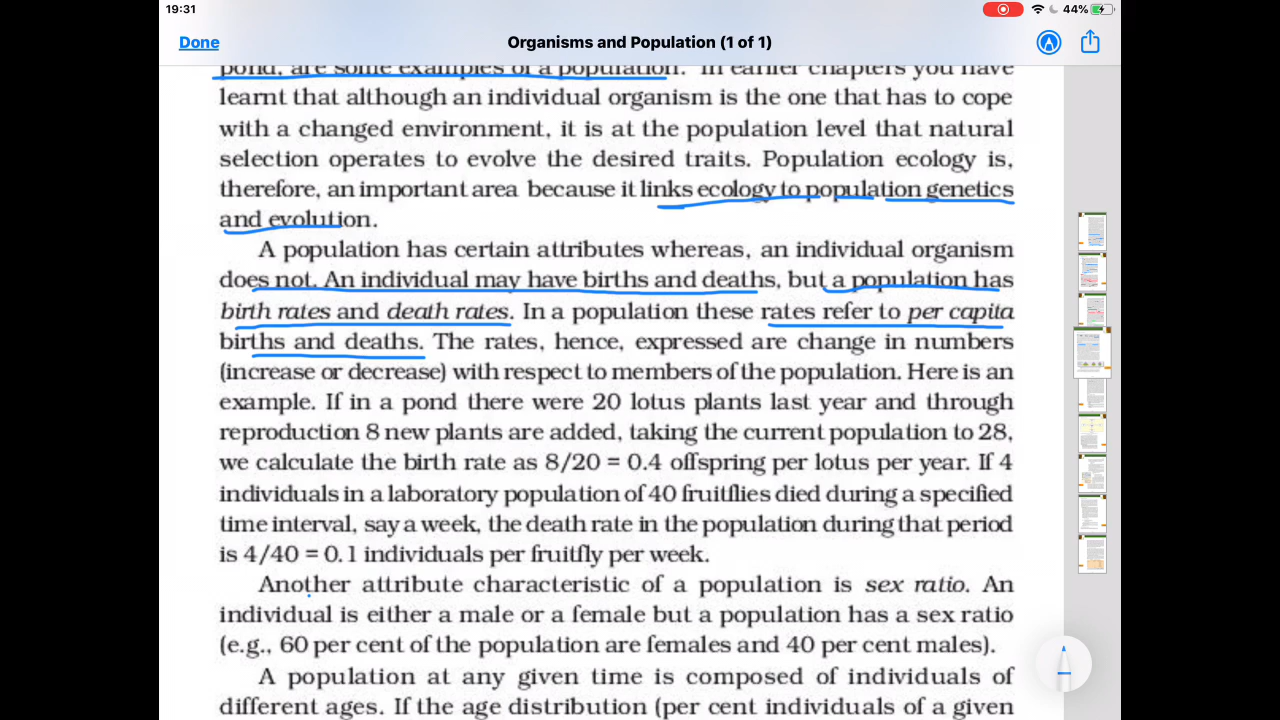 19:31
44%
Done
Organisms and Population (1 of 1)
pond, are some examples of a population. In earlier chapters you have
learnt that although an individual organism is the one that has to cope
with a changed environment, it is at the population level that natural
selection operates to evolve the desired traits. Population ecology is,
therefore, an important area because it links ecology to population genetics
and evolution.
A population has certain attributes whereas, an individual organism
does not. An inividual may have births and deaths, but a population has
birth rates and death rates. In a population these rates refer to per capita
births and deaths. The rates, hence, expressed are change in numbers
(increase or decrease) with respect to members of the population. Here is an
example. If in a pond there were 20 lotus plants last year and through
reproduction 8 new plants are added, taking the current population to 28,
we calculate the birth rate as 8/20 = 0.4 offspring per lotus per year. If 4
individuals in a laboratory population of 40 fruitflies died during a specified
time interval, say a week, the death rate in the population during that period
is 4/40 = 0.1 individuals per fruitfly per week.
Another attribute characteristic of a population is sex ratio. An
individual is either a male or a female but a population has a sex ratio
(e.g., 60 per cent of the population are females and 40 per cent males).
A population at any given time is composed of individuals of
different ages. If the age distribution (per cent individuals of a given